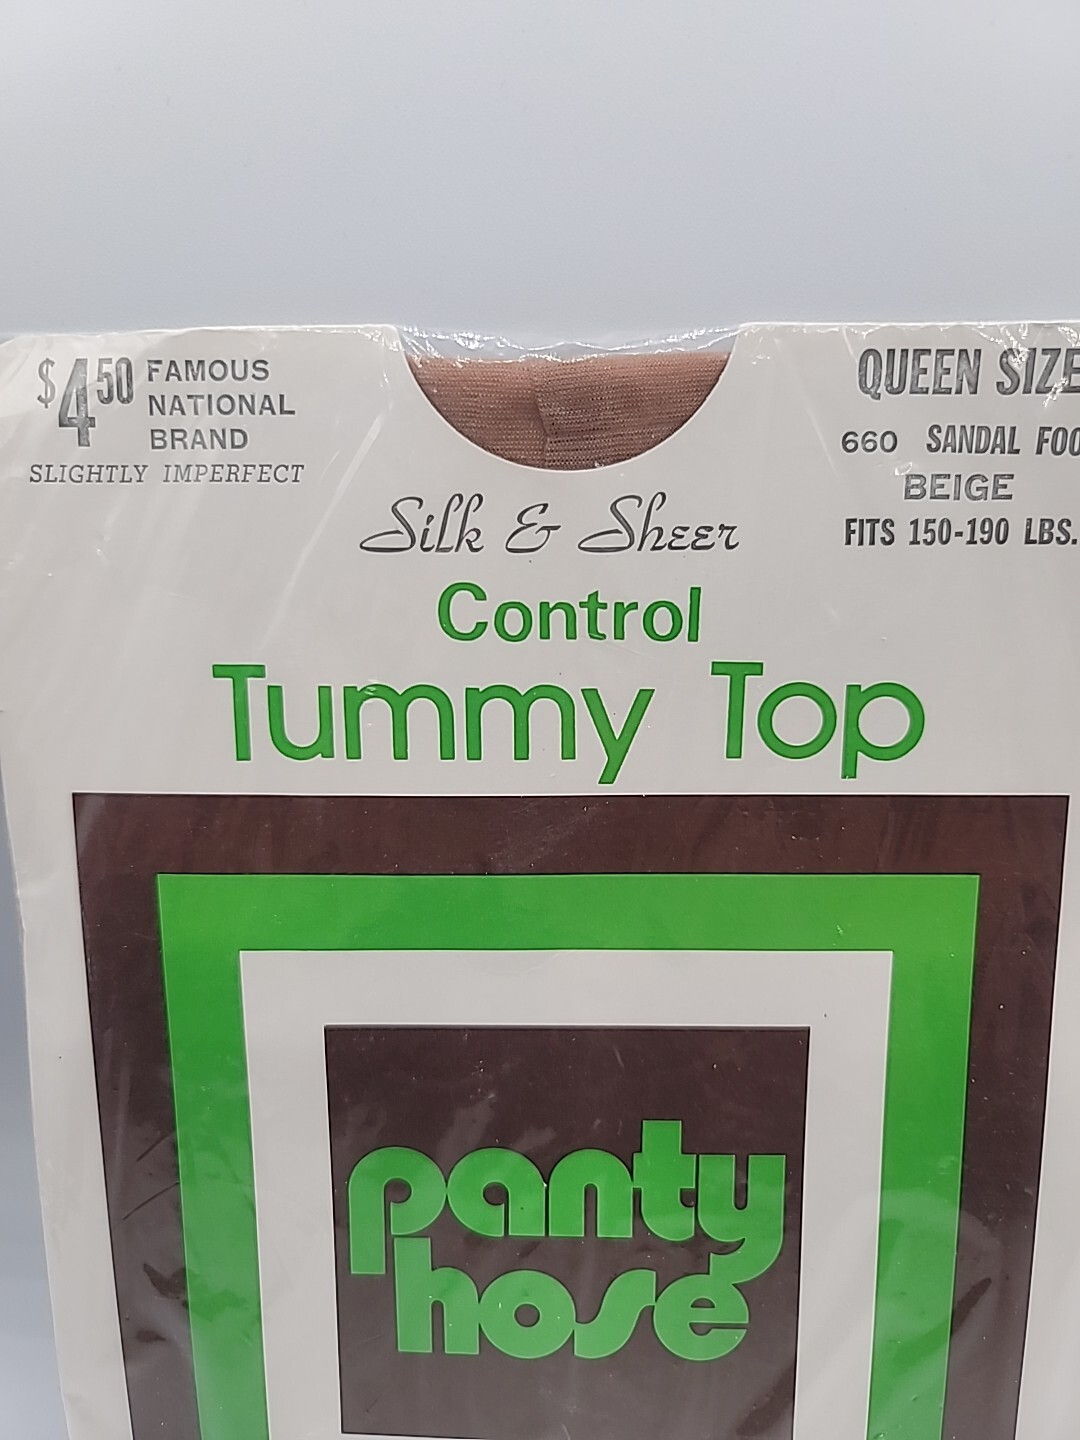 $4.50 FAMOUS
NATIONAL
BRAND
SLIGHTLY IMPERFECT
QUEEN SIZE
660 SANDAL FOO
BEIGE
FITS 150-190 LBS.
Silk & Sheer
Control
Tummy Top
panty
hose